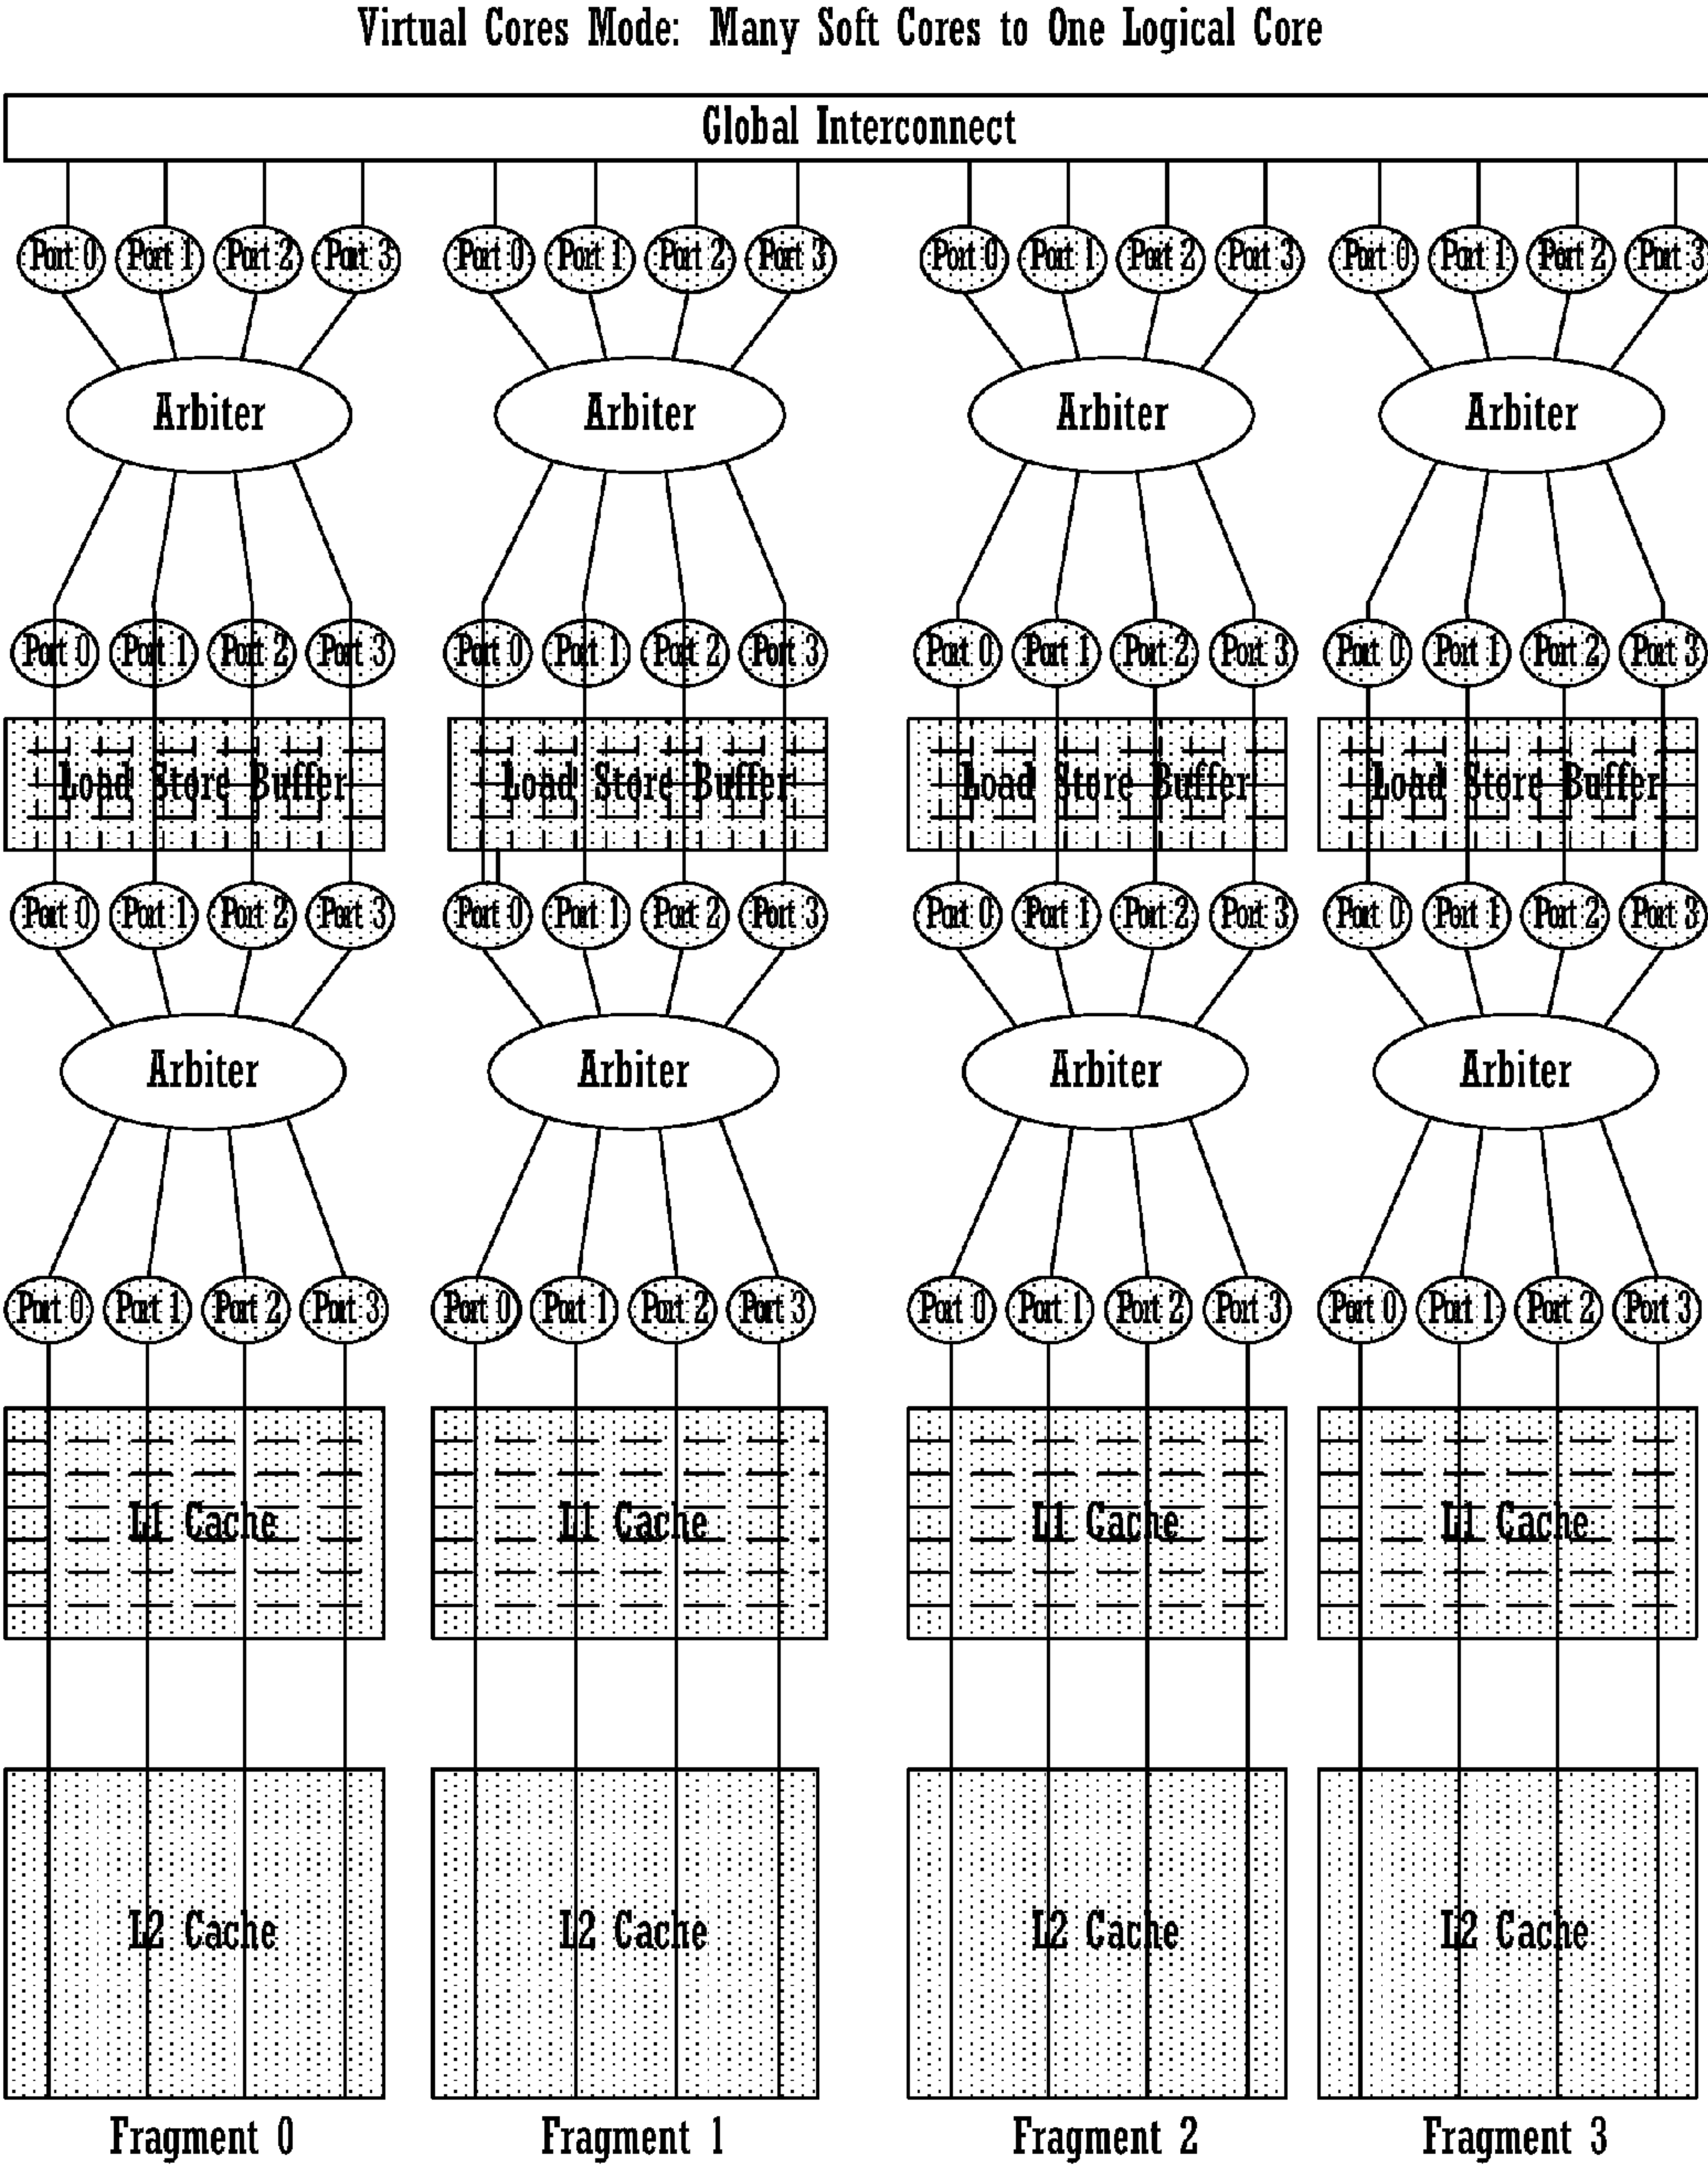 Virtual Cores Mode: Many Soft Cores to One Logical Core
Global Interconnect
Port 0 Port 1 Port 2 Port 3 Port 0 Port 1 Port 2 Port 3 Port 0 Port 1 Port 2 Port 3 Port 0 Port 1 Port 2 Port 3
Arbiter Arbiter Arbiter Arbiter
Port 0 Port 1 Port 2 Port 3 Port 0 Port 1 Port 2 Port 3 Port 0 Port 1 Port 2 Port 3 Port 0 Port 1 Port 2 Port 3
Load Store Buffer Load Store Buffer Load Store Buffer Load Store Buffer
Port 0 Port 1 Port 2 Port 3 Port 0 Port 1 Port 2 Port 3 Port 0 Port 1 Port 2 Port 3 Port 0 Port 1 Port 2 Port 3
Arbiter Arbiter Arbiter Arbiter
Port 0 Port 1 Port 2 Port 3 Port 0 Port 1 Port 2 Port 3 Port 0 Port 1 Port 2 Port 3 Port 0 Port 1 Port 2 Port 3
L1 Cache L1 Cache L1 Cache L1 Cache
L2 Cache L2 Cache L2 Cache L2 Cache
Fragment 0 Fragment 1 Fragment 2 Fragment 3